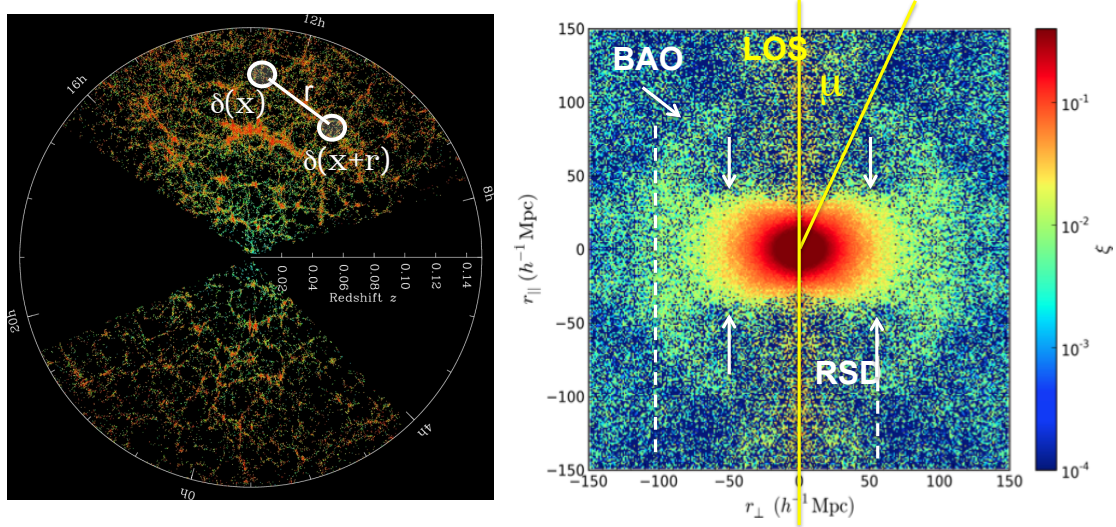 12h
16h
δ(x)
r
δ(x+r)
8h
0.02
0.04
0.06
0.08
0.10
0.12
0.14
Redshift z
20h
4h
0h
150
100
50
0
−50
−100
−150
r∥ (h⁻¹ Mpc)
BAO
LOS
μ
RSD
−150
−100
−50
0
50
100
150
r⊥ (h⁻¹ Mpc)
10⁻¹
10⁻²
10⁻³
10⁻⁴
ξ